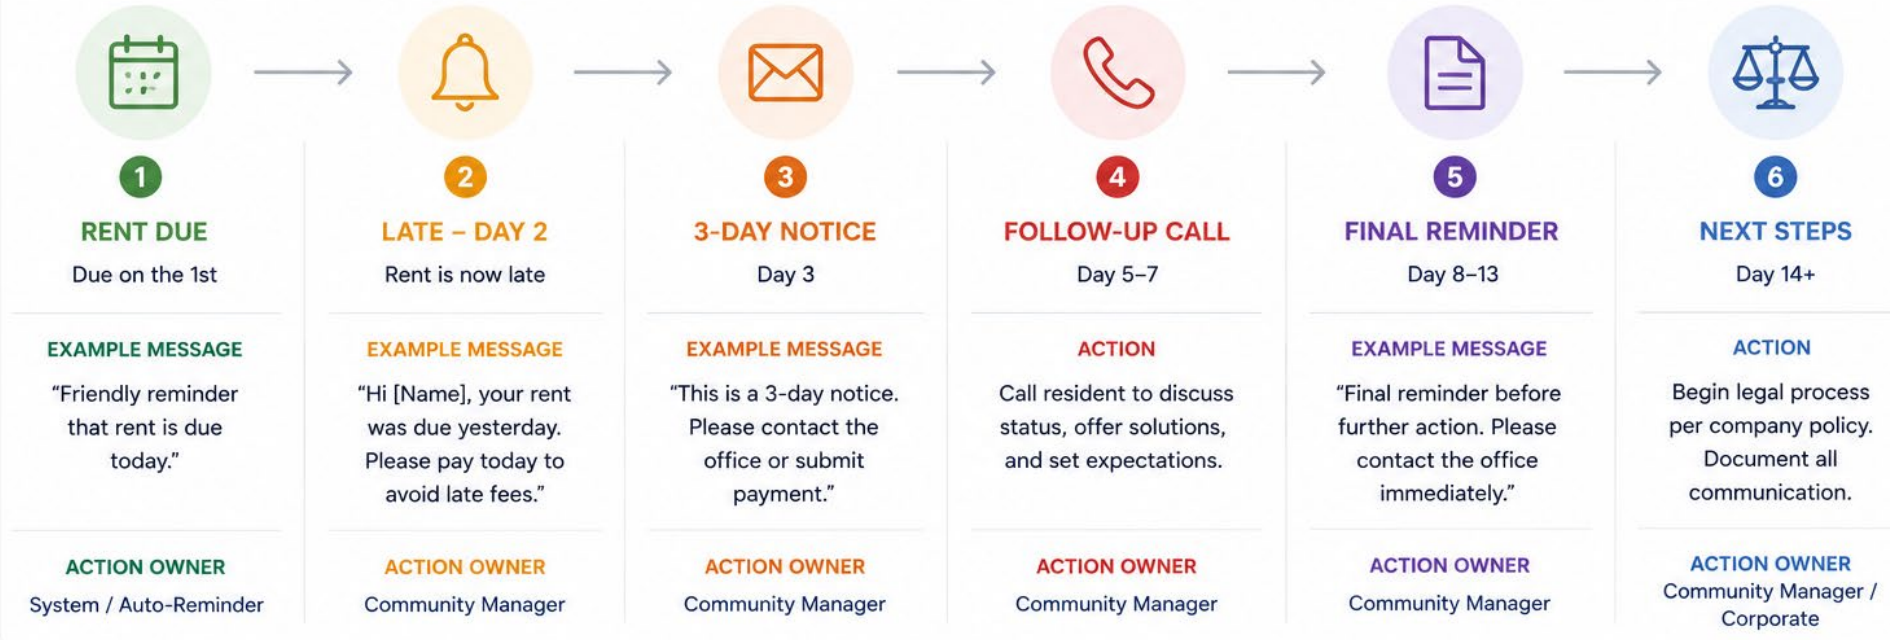 1
RENT DUE
Due on the 1st
EXAMPLE MESSAGE
“Friendly reminder
that rent is due
today.”
ACTION OWNER
System / Auto-Reminder
2
LATE – DAY 2
Rent is now late
EXAMPLE MESSAGE
“Hi [Name], your rent
was due yesterday.
Please pay today to
avoid late fees.”
ACTION OWNER
Community Manager
3
3-DAY NOTICE
Day 3
EXAMPLE MESSAGE
“This is a 3-day notice.
Please contact the
office or submit
payment.”
ACTION OWNER
Community Manager
4
FOLLOW-UP CALL
Day 5–7
ACTION
Call resident to discuss
status, offer solutions,
and set expectations.
ACTION OWNER
Community Manager
5
FINAL REMINDER
Day 8–13
EXAMPLE MESSAGE
“Final reminder before
further action. Please
contact the office
immediately.”
ACTION OWNER
Community Manager
6
NEXT STEPS
Day 14+
ACTION
Begin legal process
per company policy.
Document all
communication.
ACTION OWNER
Community Manager /
Corporate